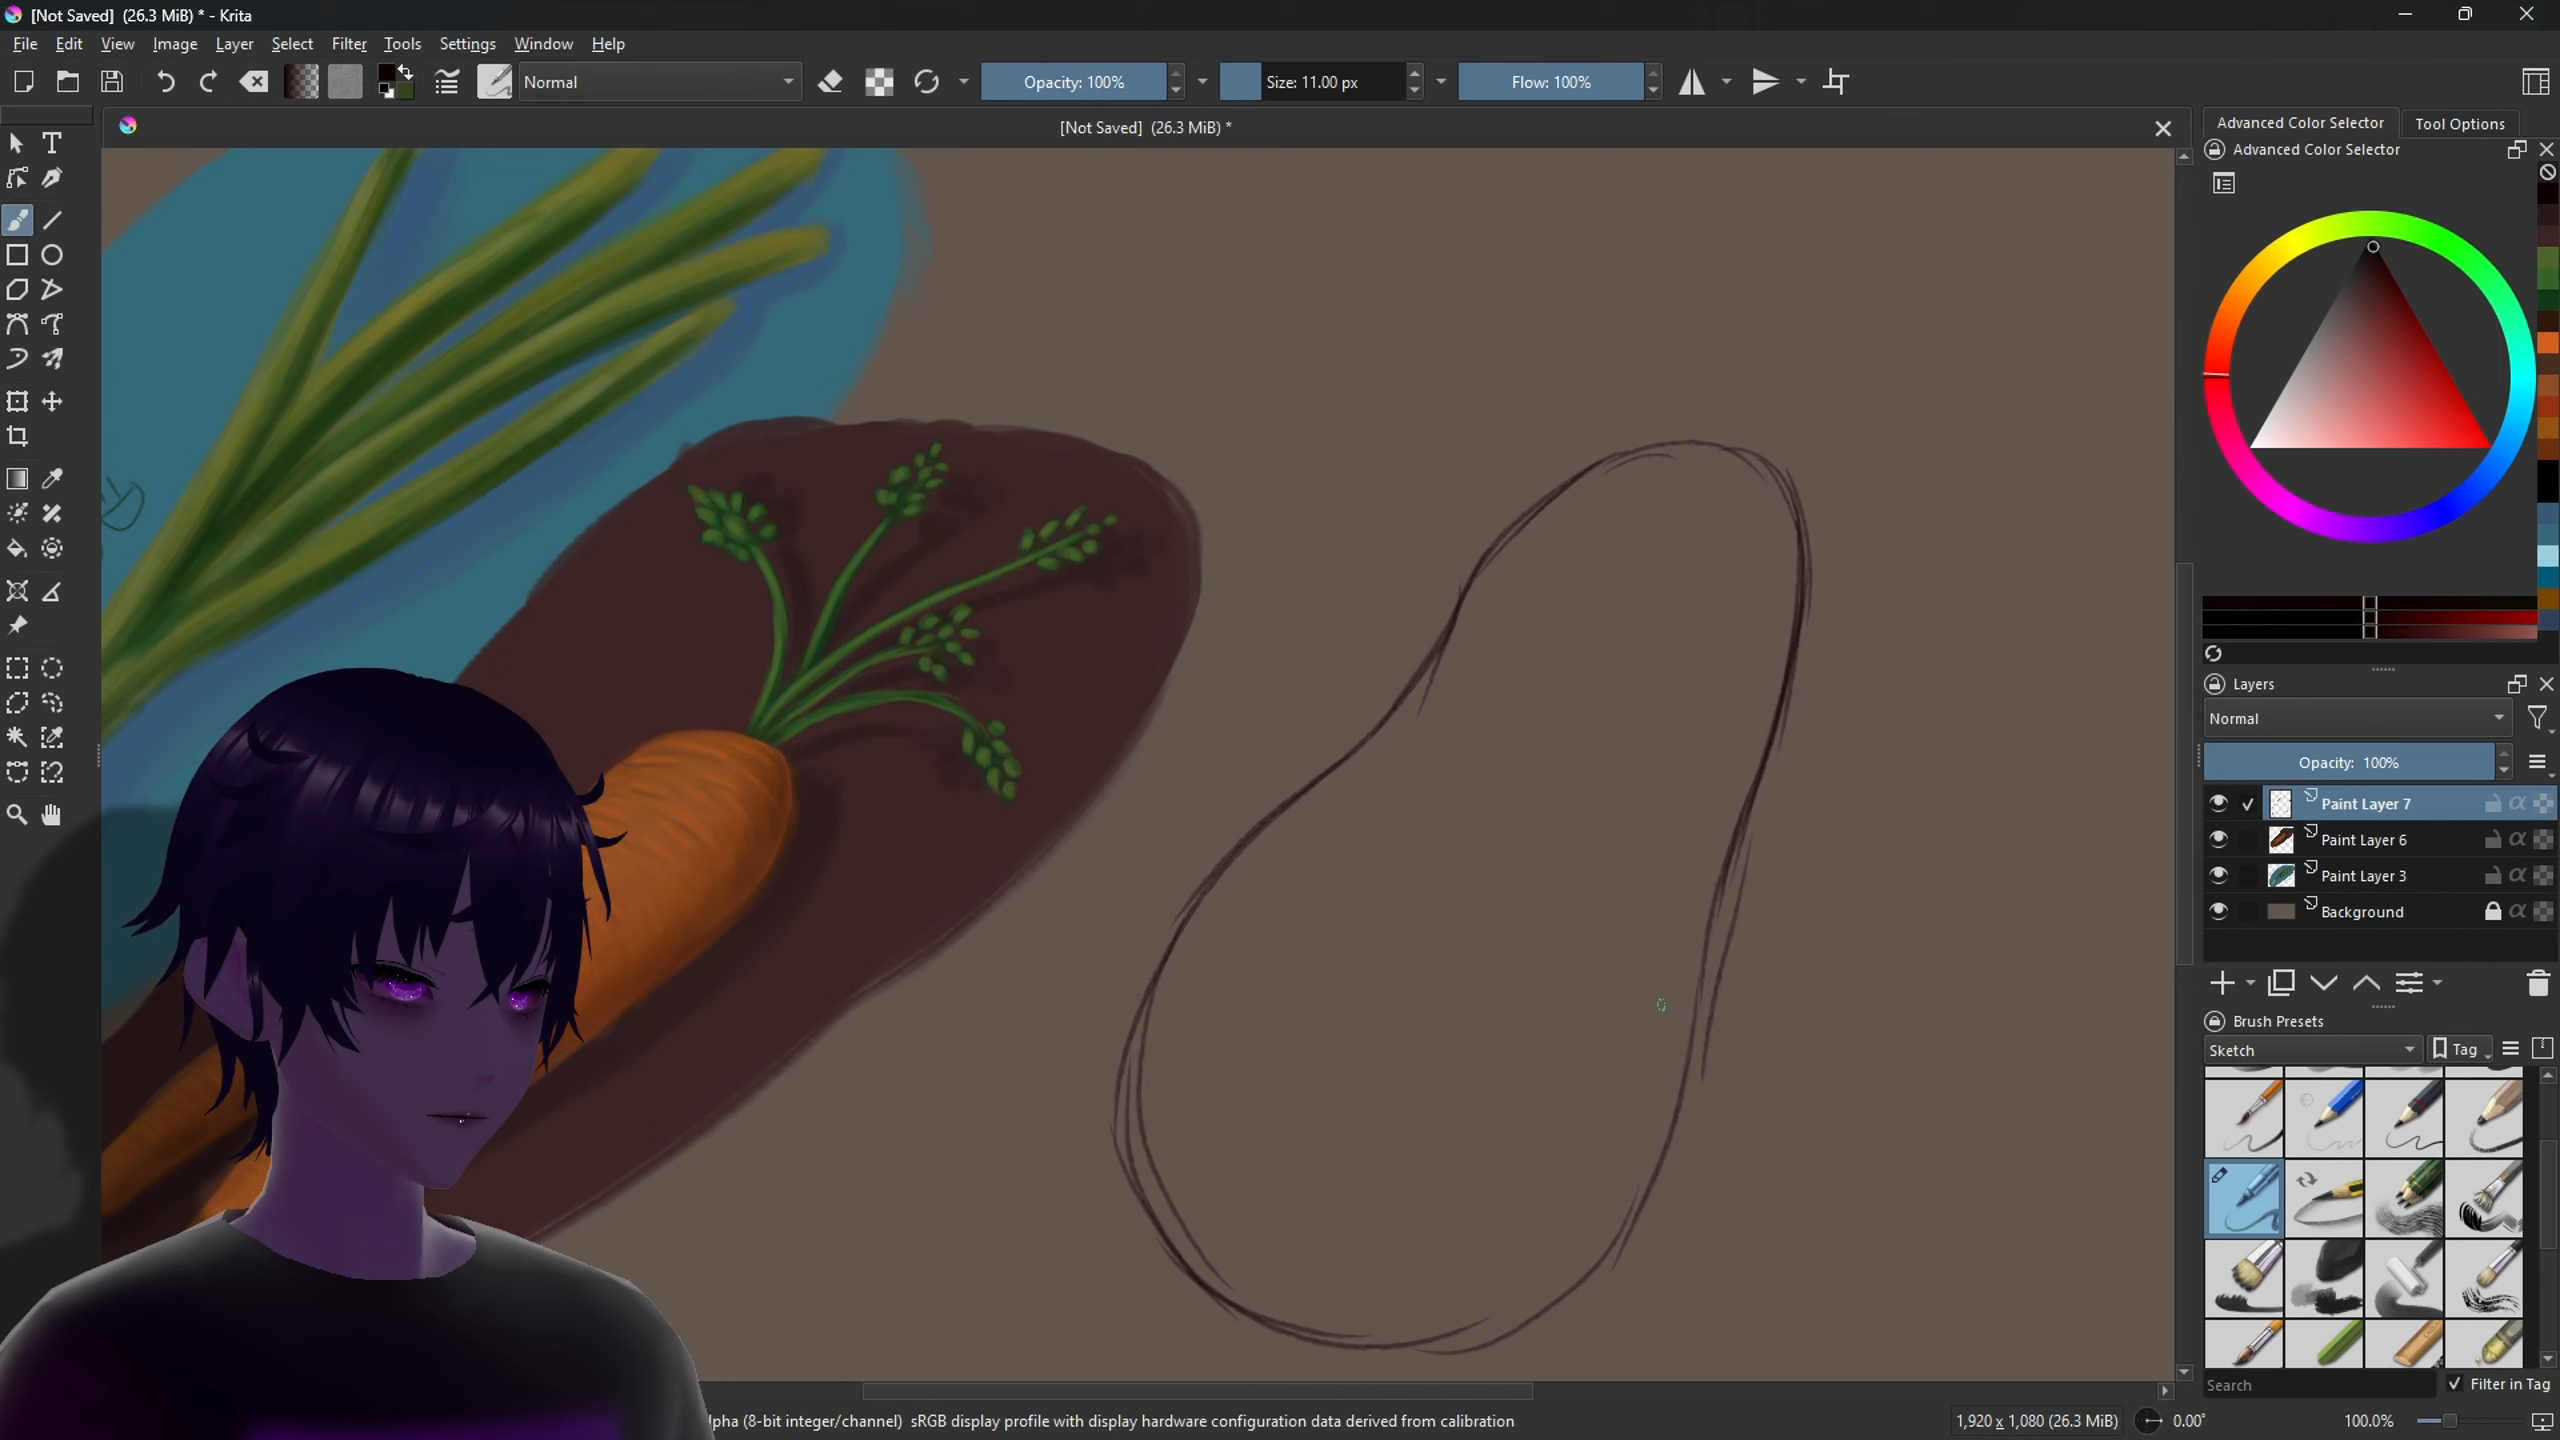 [Not Saved] (26.3 MiB) * - Krita
File Edit View Image Layer Select Filter Tools Settings Window Help
Normal
Opacity: 100%
Size: 11.00 px
Flow: 100%
[Not Saved] (26.3 MiB) *
Advanced Color Selector
Tool Options
Advanced Color Selector
Layers
Normal
Opacity: 100%
Paint Layer 7
Paint Layer 6
Paint Layer 3
Background
Brush Presets
Sketch
Tag
Search
Filter in Tag
lpha (8-bit integer/channel) sRGB display profile with display hardware configuration data derived from calibration
1,920 x 1,080 (26.3 MiB)
0.00°
100.0%